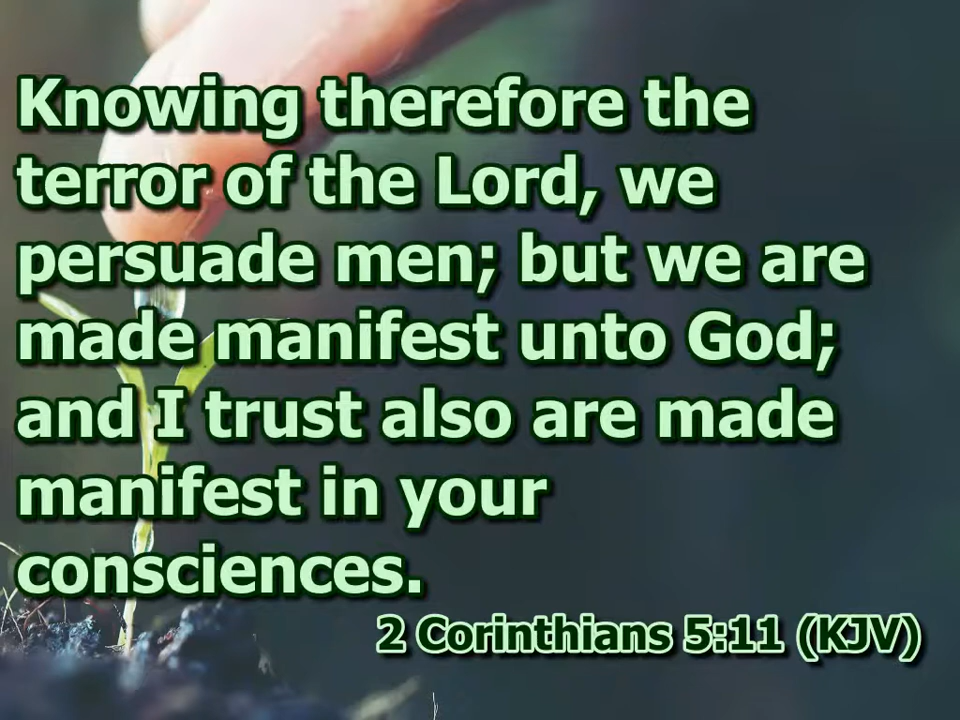 Knowing therefore the
terror of the Lord, we
persuade men; but we are
made manifest unto God;
and I trust also are made
manifest in your
consciences.
2 Corinthians 5:11 (KJV)